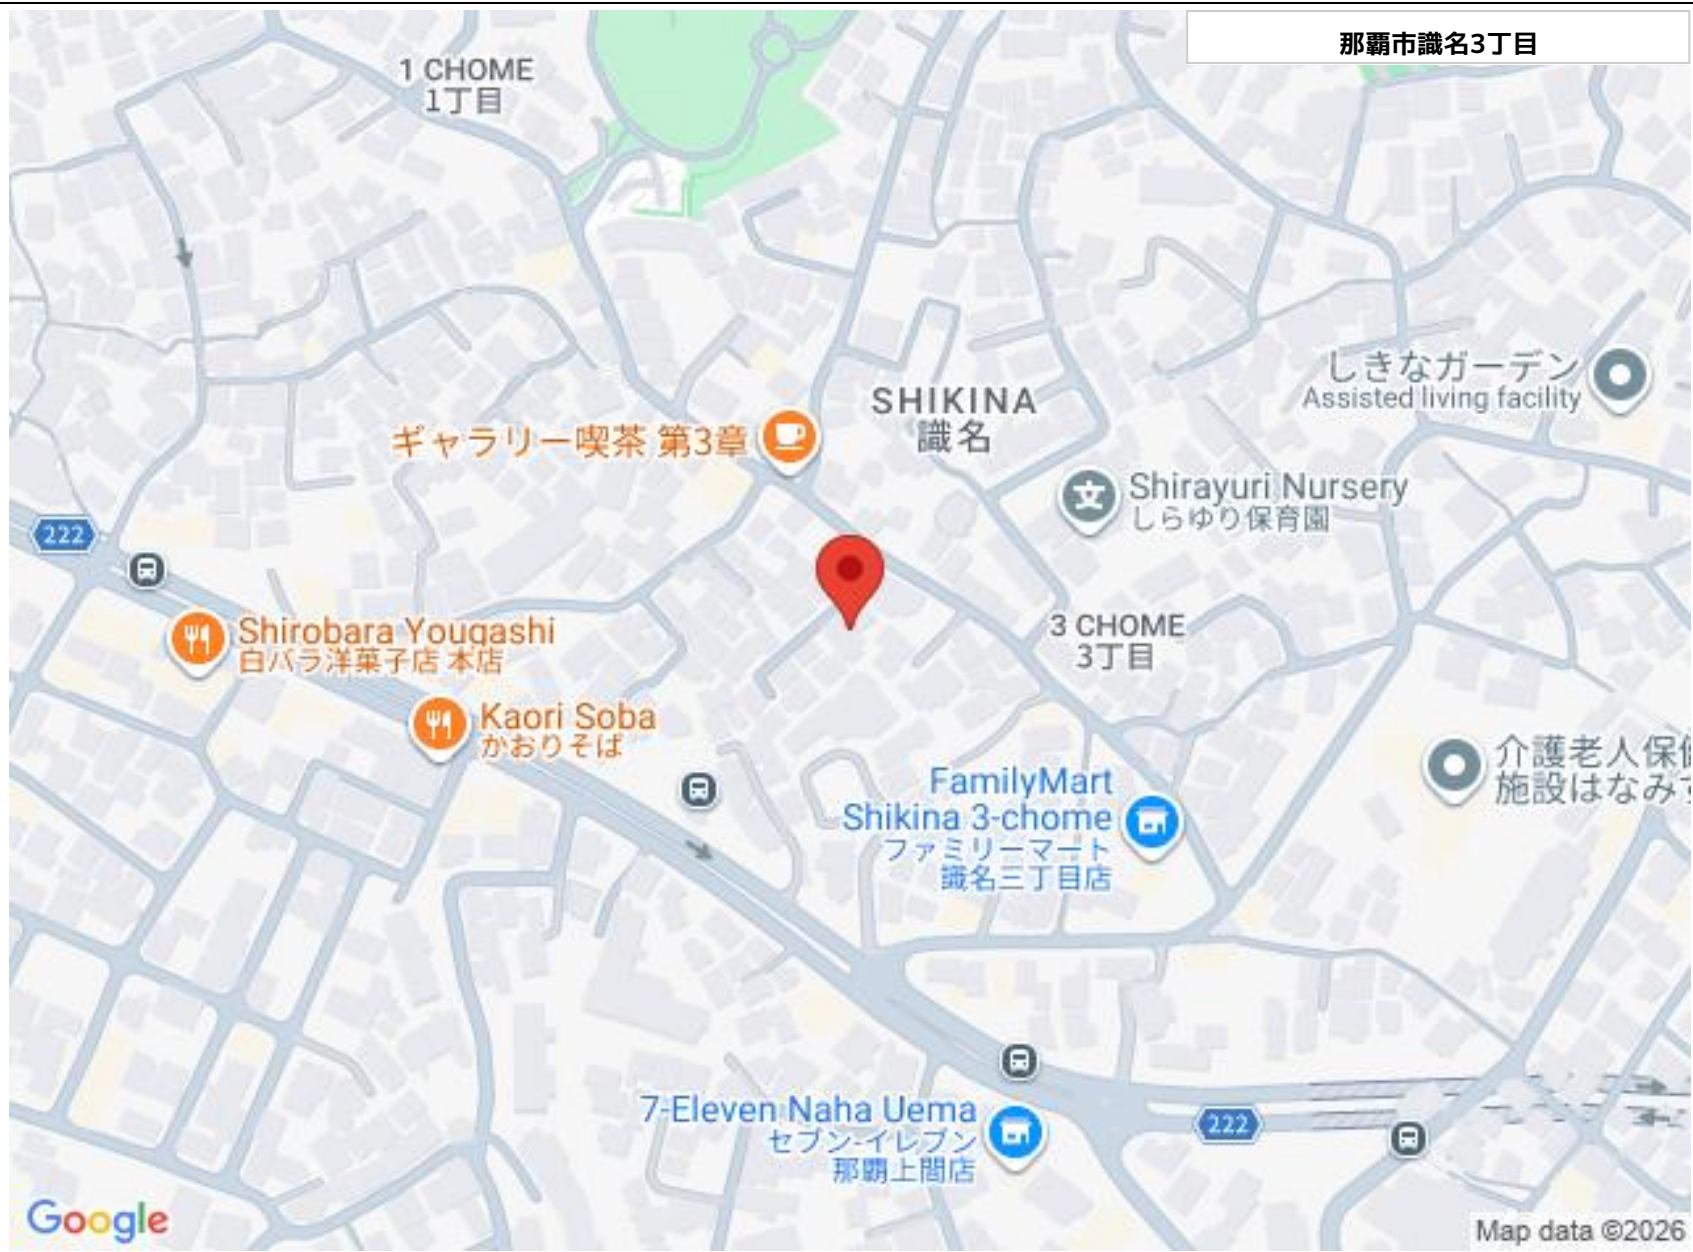 那覇市識名3丁目
1 CHOME
1丁目
SHIKINA
識名
しきなガーデン
Assisted living facility
ギャラリー喫茶 第3章
Shirayuri Nursery
しらゆり保育園
222
Shirobara Yougashi
白バラ洋菓子店 本店
3 CHOME
3丁目
Kaori Soba
かおりそば
介護老人保健
施設はなみず
FamilyMart
Shikina 3-chome
ファミリーマート
識名三丁目店
7-Eleven Naha Uema
セブン-イレブン
那覇上間店
222
Google
Map data ©2026